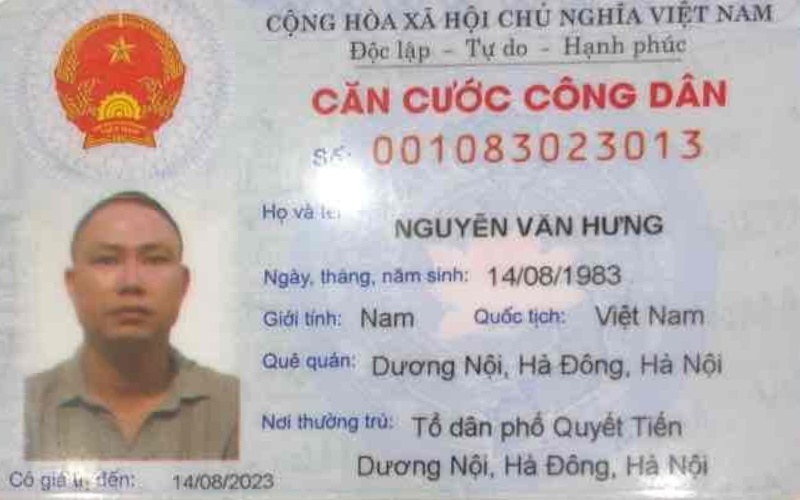 CỘNG HÒA XÃ HỘI CHỦ NGHĨA VIỆT NAM
Độc lập - Tự do - Hạnh phúc
CĂN CƯỚC CÔNG DÂN
Số: 001083023013
Họ và tên
NGUYỄN VĂN HƯNG
Ngày, tháng, năm sinh: 14/08/1983
Giới tính: Nam Quốc tịch: Việt Nam
Quê quán: Dương Nội, Hà Đông, Hà Nội
Nơi thường trú: Tổ dân phố Quyết Tiến
Dương Nội, Hà Đông, Hà Nội
Có giá trị đến: 14/08/2023